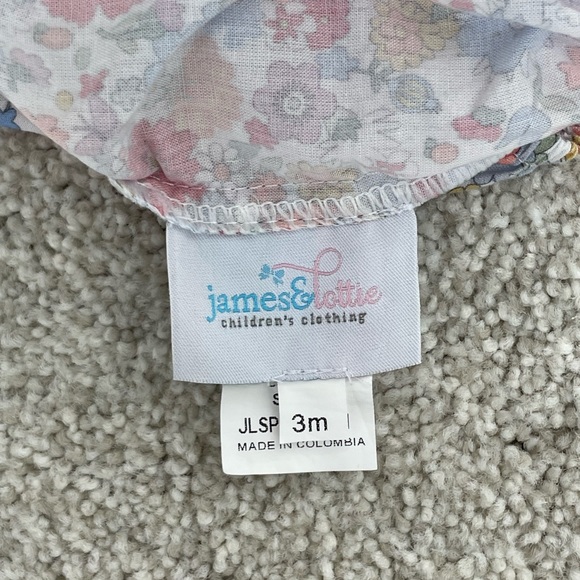 james&lottie
children's clothing
S
JLSP 3m
MADE IN COLOMBIA